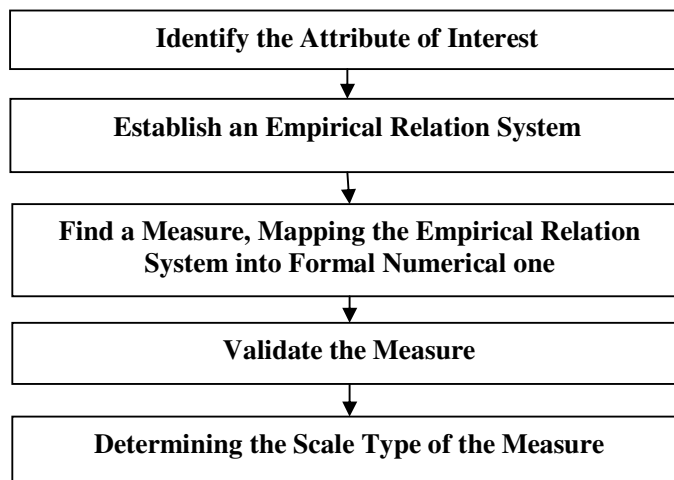 Identify the Attribute of Interest
Establish an Empirical Relation System
Find a Measure, Mapping the Empirical Relation
System into Formal Numerical one
Validate the Measure
Determining the Scale Type of the Measure